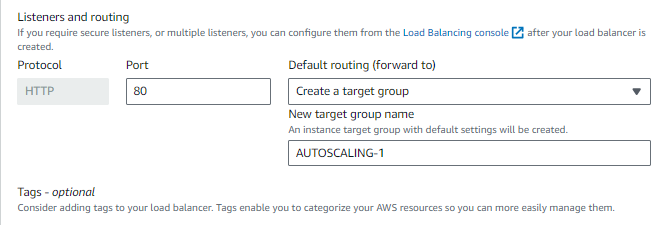 Listeners and routing
If you require secure listeners, or multiple listeners, you can configure them from the Load Balancing console after your load balancer is
created.
Protocol Port Default routing (forward to)
HTTP 80 Create a target group
New target group name
An instance target group with default settings will be created.
AUTOSCALING-1
Tags - optional
Consider adding tags to your load balancer. Tags enable you to categorize your AWS resources so you can more easily manage them.